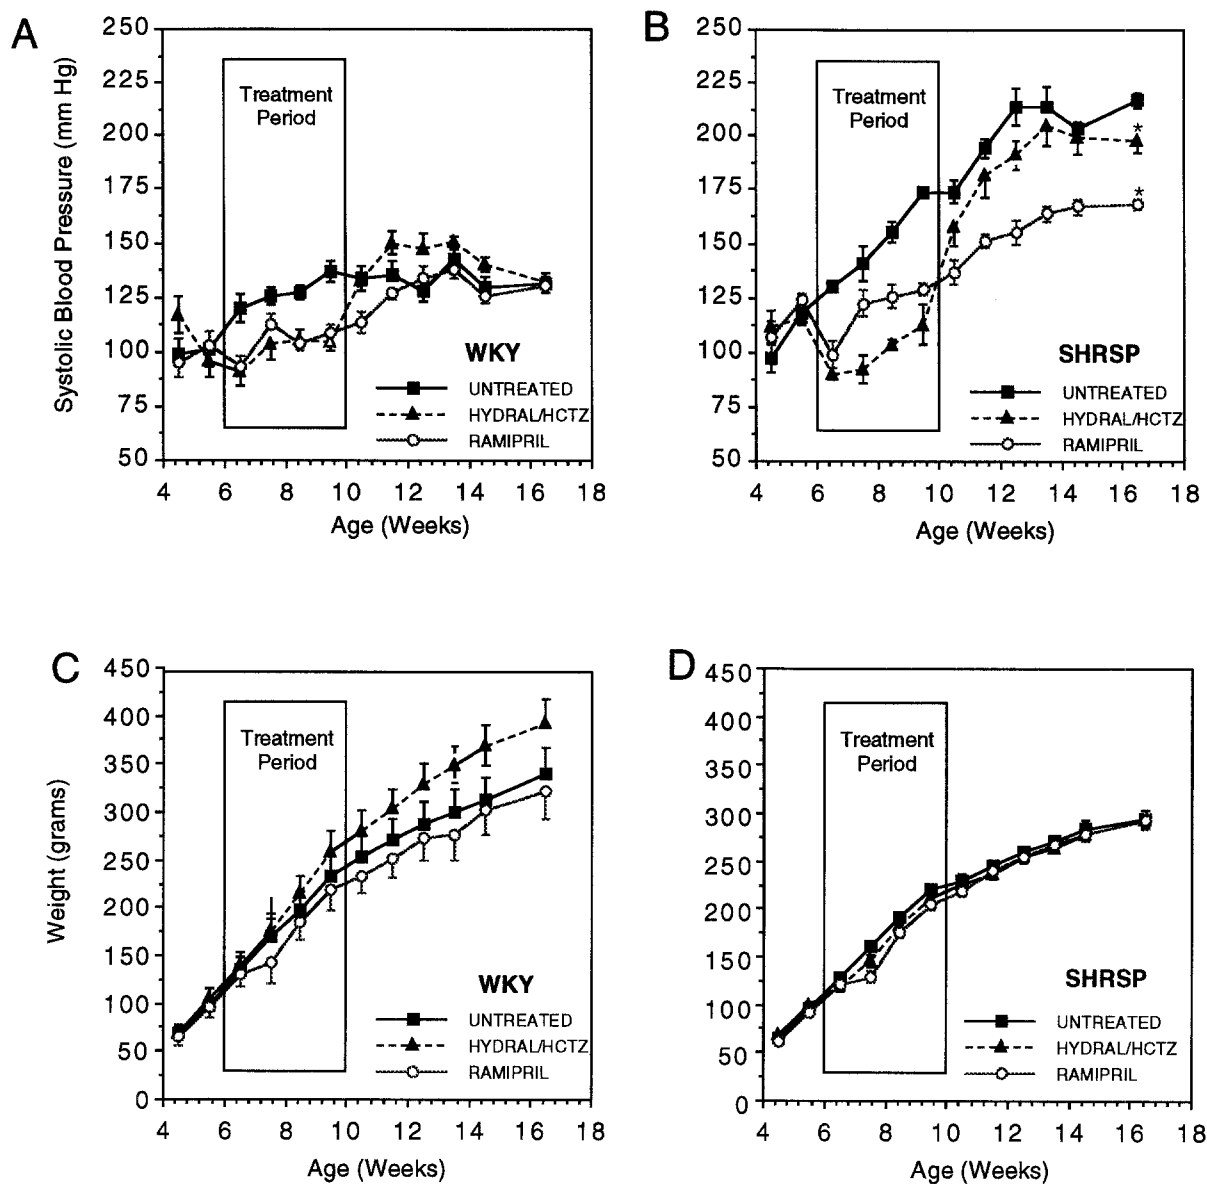 A
Systolic Blood Pressure (mm Hg)
250
225
200
175
150
125
100
75
50
Treatment
Period
WKY
UNTREATED
HYDRAL/HCTZ
RAMIPRIL
4 6 8 10 12 14 16 18
Age (Weeks)
B
250
225
200
175
150
125
100
75
50
Treatment
Period
*
*
SHRSP
UNTREATED
HYDRAL/HCTZ
RAMIPRIL
4 6 8 10 12 14 16 18
Age (Weeks)
C
Weight (grams)
450
400
350
300
250
200
150
100
50
0
Treatment
Period
WKY
UNTREATED
HYDRAL/HCTZ
RAMIPRIL
4 6 8 10 12 14 16 18
Age (Weeks)
D
450
400
350
300
250
200
150
100
50
0
Treatment
Period
SHRSP
UNTREATED
HYDRAL/HCTZ
RAMIPRIL
4 6 8 10 12 14 16 18
Age (Weeks)